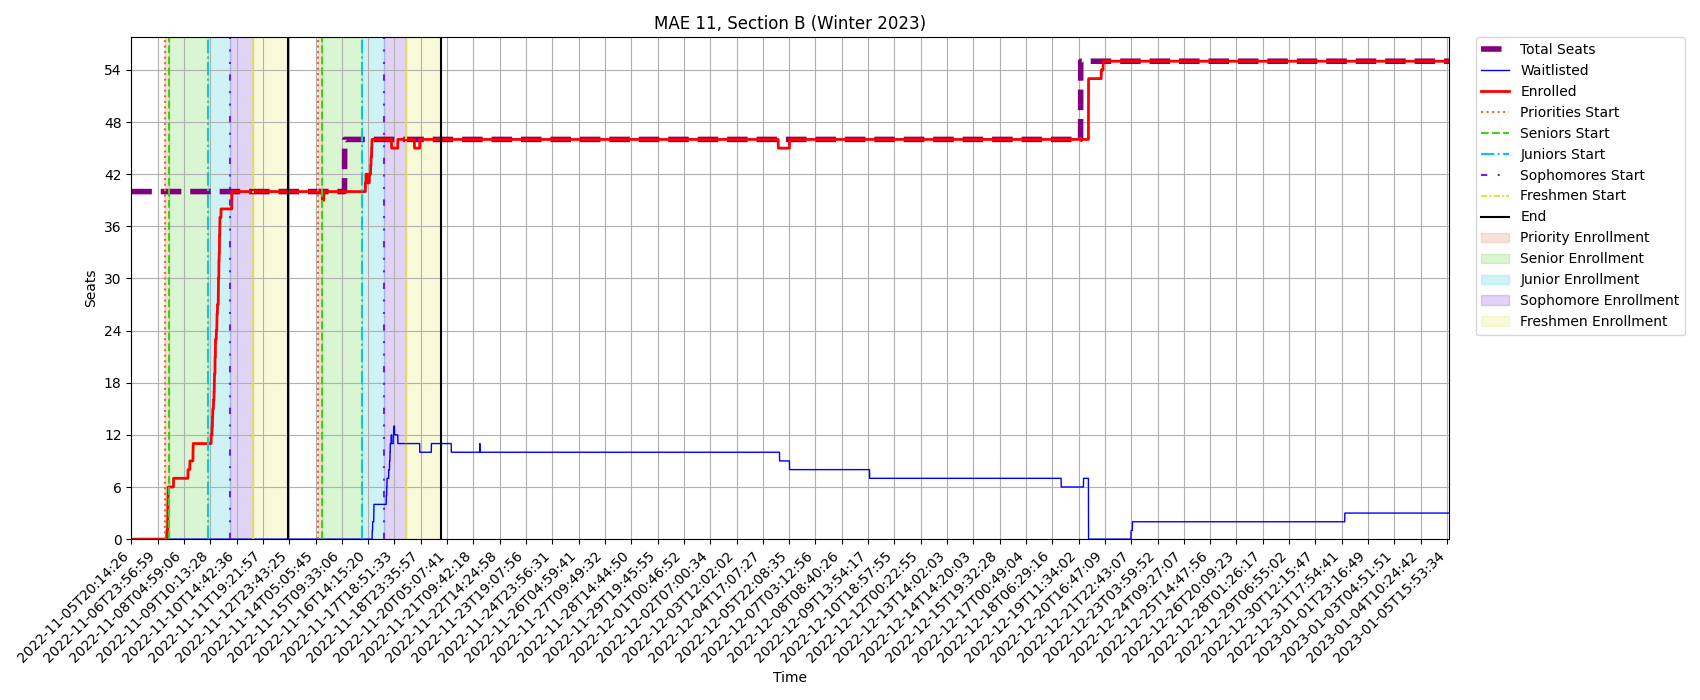 MAE 11, Section B (Winter 2023)
Total Seats
Waitlisted
Enrolled
Priorities Start
Seniors Start
Juniors Start
Sophomores Start
Freshmen Start
End
Priority Enrollment
Senior Enrollment
Junior Enrollment
Sophomore Enrollment
Freshmen Enrollment
Seats
54
48
42
36
30
24
18
12
6
0
2022-11-05T20:14:26
2022-11-06T23:56:59
2022-11-08T04:59:06
2022-11-09T10:13:28
2022-11-10T14:42:36
2022-11-11T19:21:57
2022-11-12T23:43:25
2022-11-14T05:05:45
2022-11-15T09:33:06
2022-11-16T14:15:20
2022-11-17T18:51:33
2022-11-18T23:35:57
2022-11-20T05:07:41
2022-11-21T09:42:18
2022-11-22T14:24:58
2022-11-23T19:07:56
2022-11-24T23:56:31
2022-11-26T04:59:41
2022-11-27T09:49:32
2022-11-28T14:44:50
2022-11-29T19:45:55
2022-12-01T00:46:52
2022-12-02T07:00:34
2022-12-03T12:02:02
2022-12-04T17:07:27
2022-12-05T22:08:35
2022-12-07T03:12:56
2022-12-08T08:40:26
2022-12-09T13:54:17
2022-12-10T18:57:55
2022-12-12T00:22:55
2022-12-13T14:02:03
2022-12-14T14:20:03
2022-12-15T19:32:28
2022-12-17T00:49:04
2022-12-18T06:29:16
2022-12-19T11:34:02
2022-12-20T16:47:09
2022-12-21T22:43:07
2022-12-23T03:59:52
2022-12-24T09:27:07
2022-12-25T14:47:56
2022-12-26T20:09:23
2022-12-28T01:26:17
2022-12-29T06:55:02
2022-12-30T12:15:47
2022-12-31T17:54:41
2023-01-01T23:16:49
2023-01-03T04:51:51
2023-01-04T10:24:42
2023-01-05T15:53:34
Time